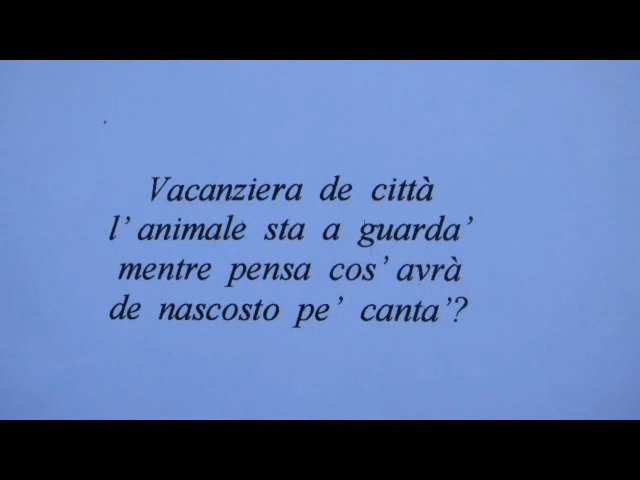 Vacanziera de città
l'animale sta a guarda'
mentre pensa cos'avrà
de nascosto pe' canta'?